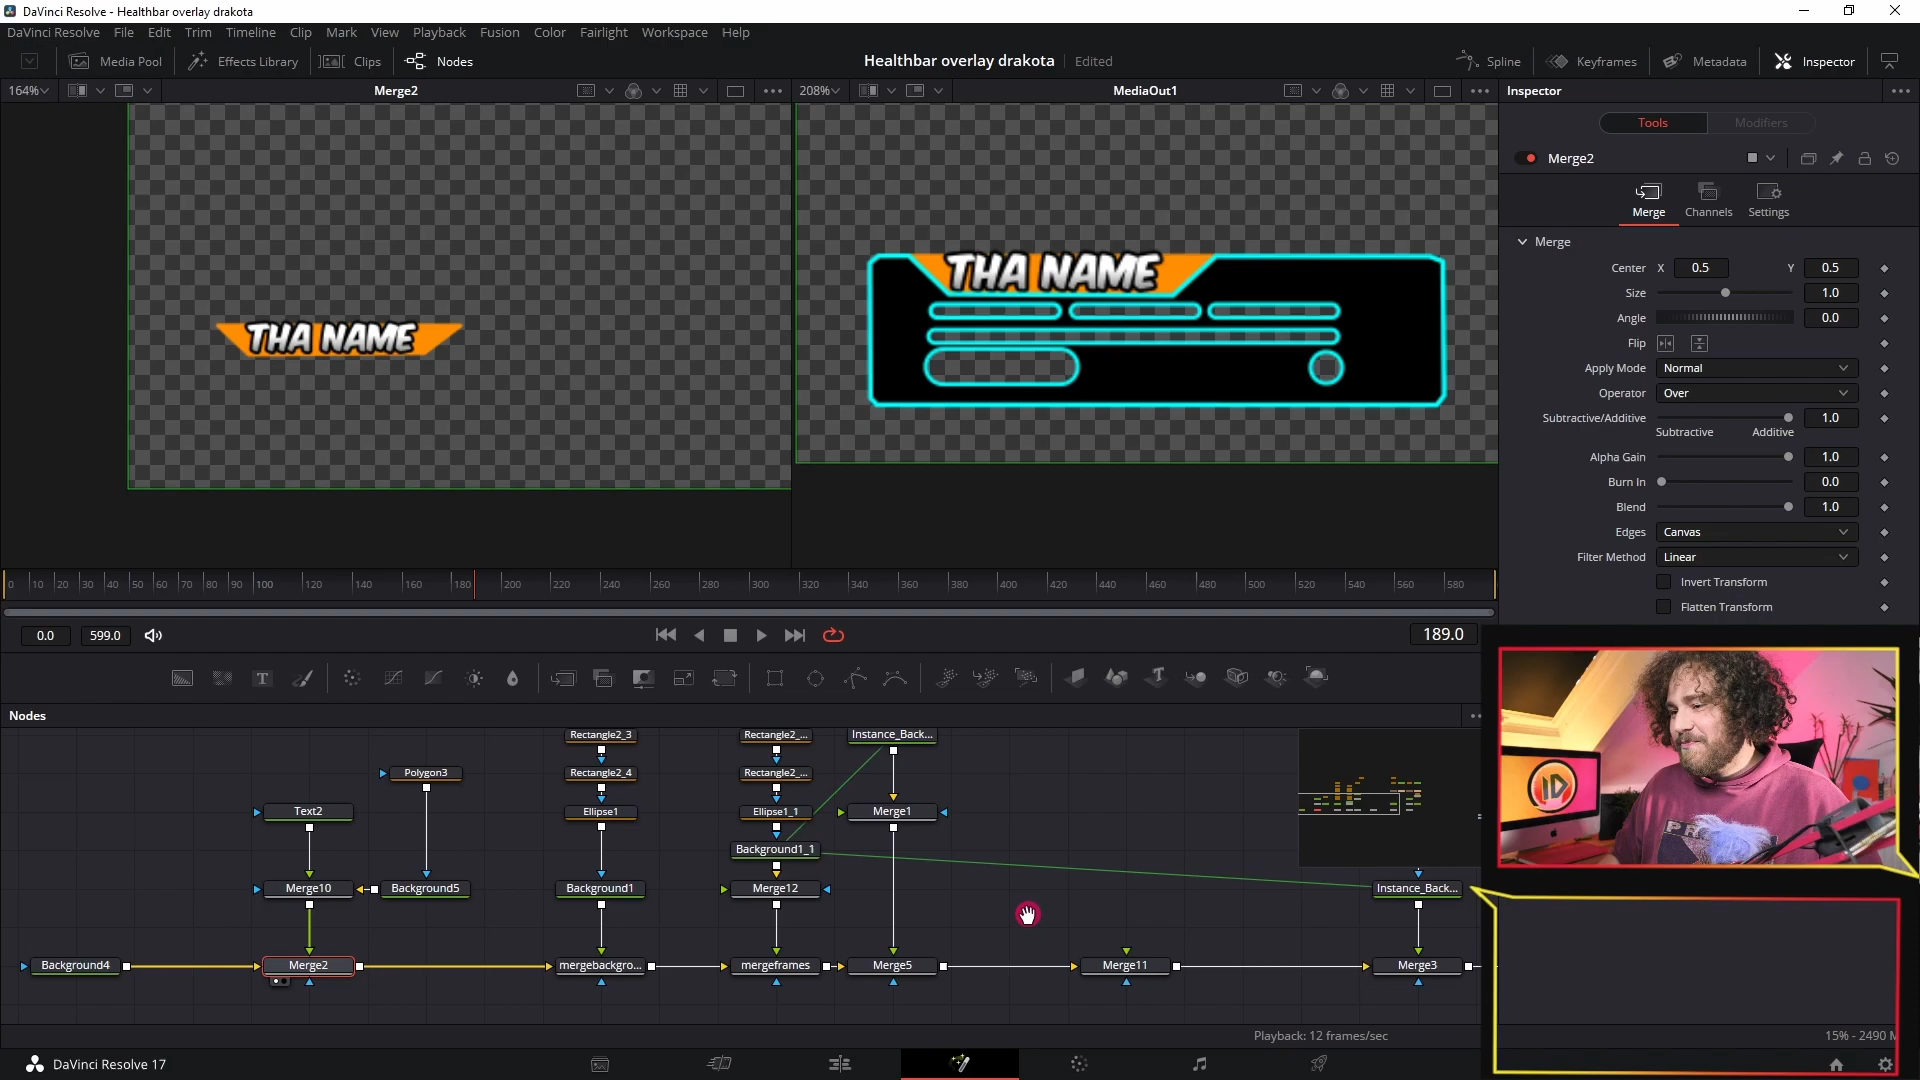 DaVinci Resolve - Healthbar overlay drakota
DaVinci Resolve File Edit Trim Timeline Clip Mark View Playback Fusion Color Fairlight Workspace Help
Media Pool Effects Library Clips Nodes Healthbar overlay drakota Edited Spline Keyframes Metadata Inspector
164% Merge2 208% MediaOut1 Inspector
Tools Modifiers
Merge2
Merge Channels Settings
Merge
Center X 0.5 Y 0.5
Size 1.0
Angle 0.0
Flip
Apply Mode Normal
Operator Over
Subtractive/Additive 1.0
Subtractive Additive
Alpha Gain 1.0
Burn In 0.0
Blend 1.0
Edges Canvas
Filter Method Linear
Invert Transform
Flatten Transform
THA NAME
THA NAME
0 10 20 30 40 50 60 70 80 90 100 120 140 160 180 200 220 240 260 280 300 320 340 360 380 400 420 440 460 480 500 520 540 560 580
0.0 599.0 189.0
T T
Nodes
Rectangle2_3 Rectangle2_... Instance_Back...
Polygon3 Rectangle2_4 Rectangle2_...
Text2 Ellipse1 Ellipse1_1 Merge1
Background1_1
Merge10 Background5 Background1 Merge12 Instance_Back...
Background4 Merge2 mergebackgro... mergeframes Merge5 Merge11 Merge3
ID
Playback: 12 frames/sec 15% - 2490 M
DaVinci Resolve 17